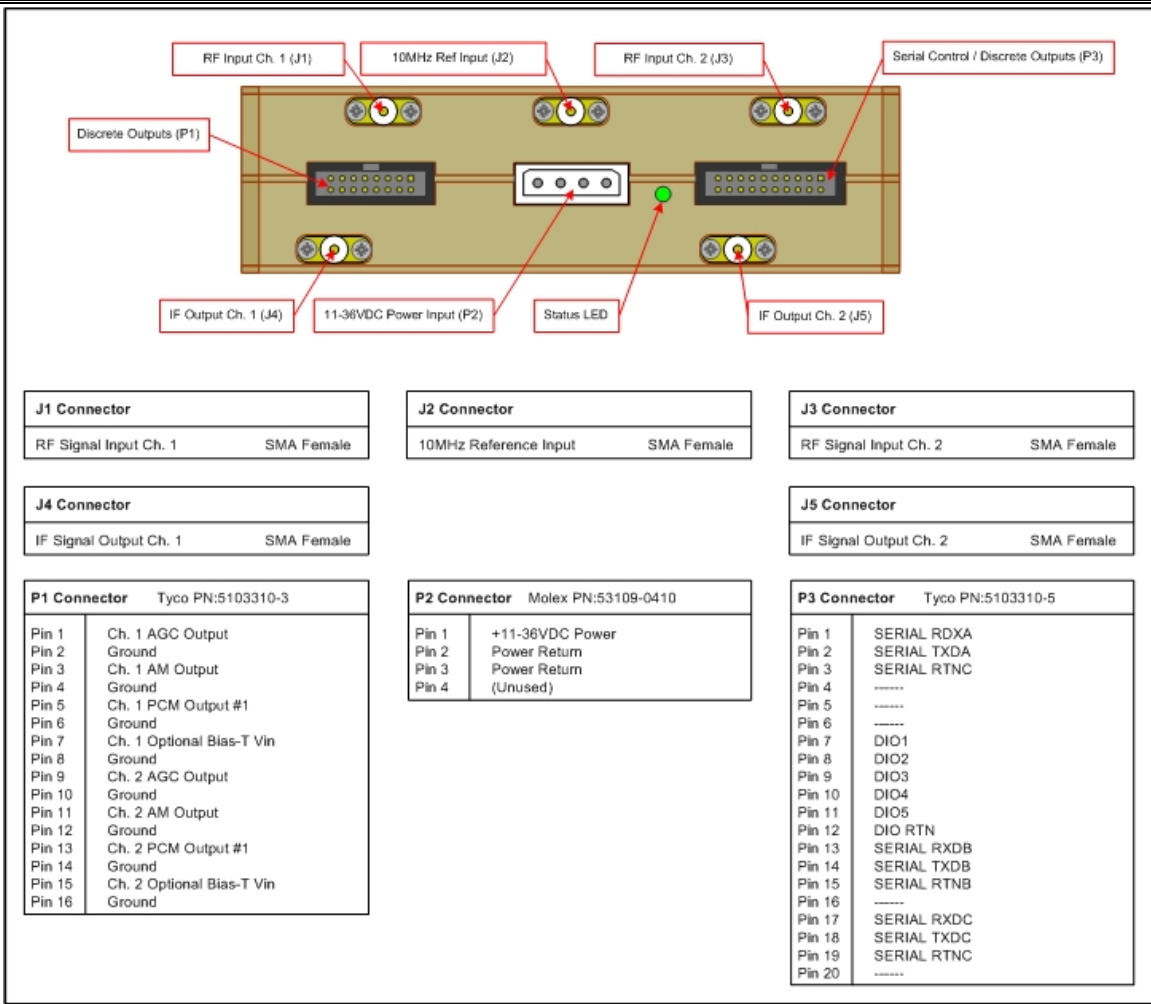 RF Input Ch. 1 (J1)
10MHz Ref Input (J2)
RF Input Ch. 2 (J3)
Serial Control / Discrete Outputs (P3)
Discrete Outputs (P1)
IF Output Ch. 1 (J4)
11-36VDC Power Input (P2)
Status LED
IF Output Ch. 2 (J5)
J1 Connector
RF Signal Input Ch. 1 SMA Female
J2 Connector
10MHz Reference Input SMA Female
J3 Connector
RF Signal Input Ch. 2 SMA Female
J4 Connector
IF Signal Output Ch. 1 SMA Female
J5 Connector
IF Signal Output Ch. 2 SMA Female
P1 Connector Tyco PN:5103310-3
Pin 1 Ch. 1 AGC Output
Pin 2 Ground
Pin 3 Ch. 1 AM Output
Pin 4 Ground
Pin 5 Ch. 1 PCM Output #1
Pin 6 Ground
Pin 7 Ch. 1 Optional Bias-T Vin
Pin 8 Ground
Pin 9 Ch. 2 AGC Output
Pin 10 Ground
Pin 11 Ch. 2 AM Output
Pin 12 Ground
Pin 13 Ch. 2 PCM Output #1
Pin 14 Ground
Pin 15 Ch. 2 Optional Bias-T Vin
Pin 16 Ground
P2 Connector Molex PN:53109-0410
Pin 1 +11-36VDC Power
Pin 2 Power Return
Pin 3 Power Return
Pin 4 (Unused)
P3 Connector Tyco PN:5103310-5
Pin 1 SERIAL RDXA
Pin 2 SERIAL TXDA
Pin 3 SERIAL RTNC
Pin 4 ------
Pin 5 ------
Pin 6 ------
Pin 7 DIO1
Pin 8 DIO2
Pin 9 DIO3
Pin 10 DIO4
Pin 11 DIO5
Pin 12 DIO RTN
Pin 13 SERIAL RXDB
Pin 14 SERIAL TXDB
Pin 15 SERIAL RTNB
Pin 16 ------
Pin 17 SERIAL RXDC
Pin 18 SERIAL TXDC
Pin 19 SERIAL RTNC
Pin 20 ------